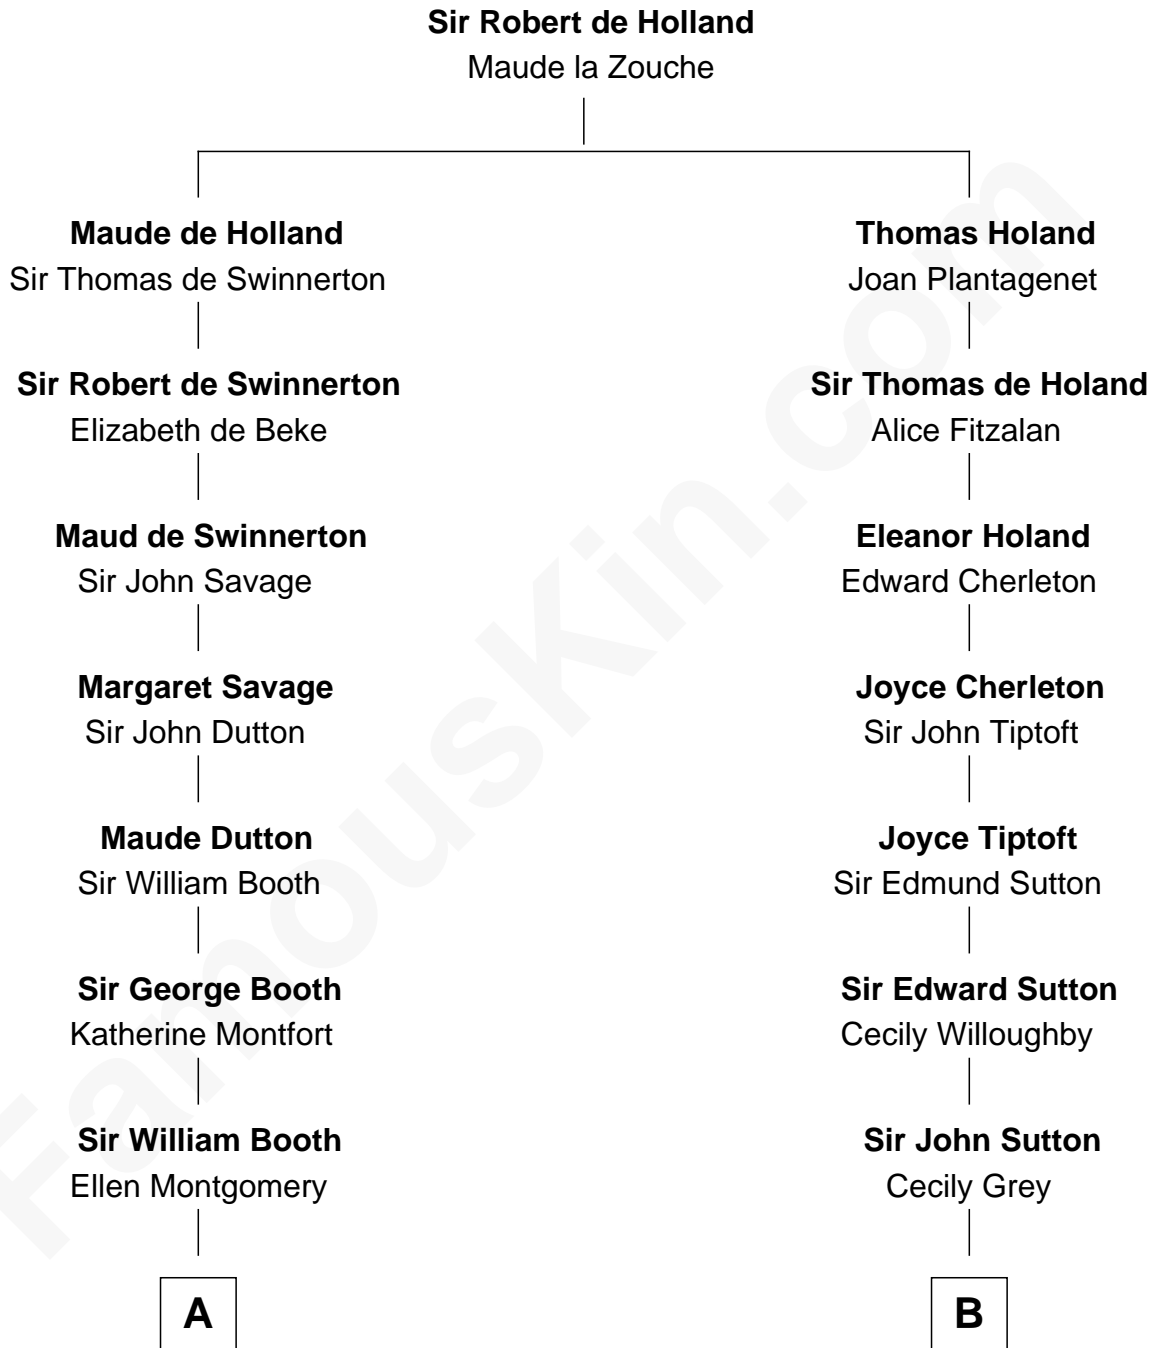 Sir Robert de Holland
Maude la Zouche
Maude de Holland
Sir Thomas de Swinnerton
Thomas Holand
Joan Plantagenet
Sir Robert de Swinnerton
Elizabeth de Beke
Sir Thomas de Holand
Alice Fitzalan
Maud de Swinnerton
Sir John Savage
Eleanor Holand
Edward Cherleton
Margaret Savage
Sir John Dutton
Joyce Cherleton
Sir John Tiptoft
Maude Dutton
Sir William Booth
Joyce Tiptoft
Sir Edmund Sutton
Sir George Booth
Katherine Montfort
Sir Edward Sutton
Cecily Willoughby
Sir William Booth
Ellen Montgomery
Sir John Sutton
Cecily Grey
A
B
FamousKin.com